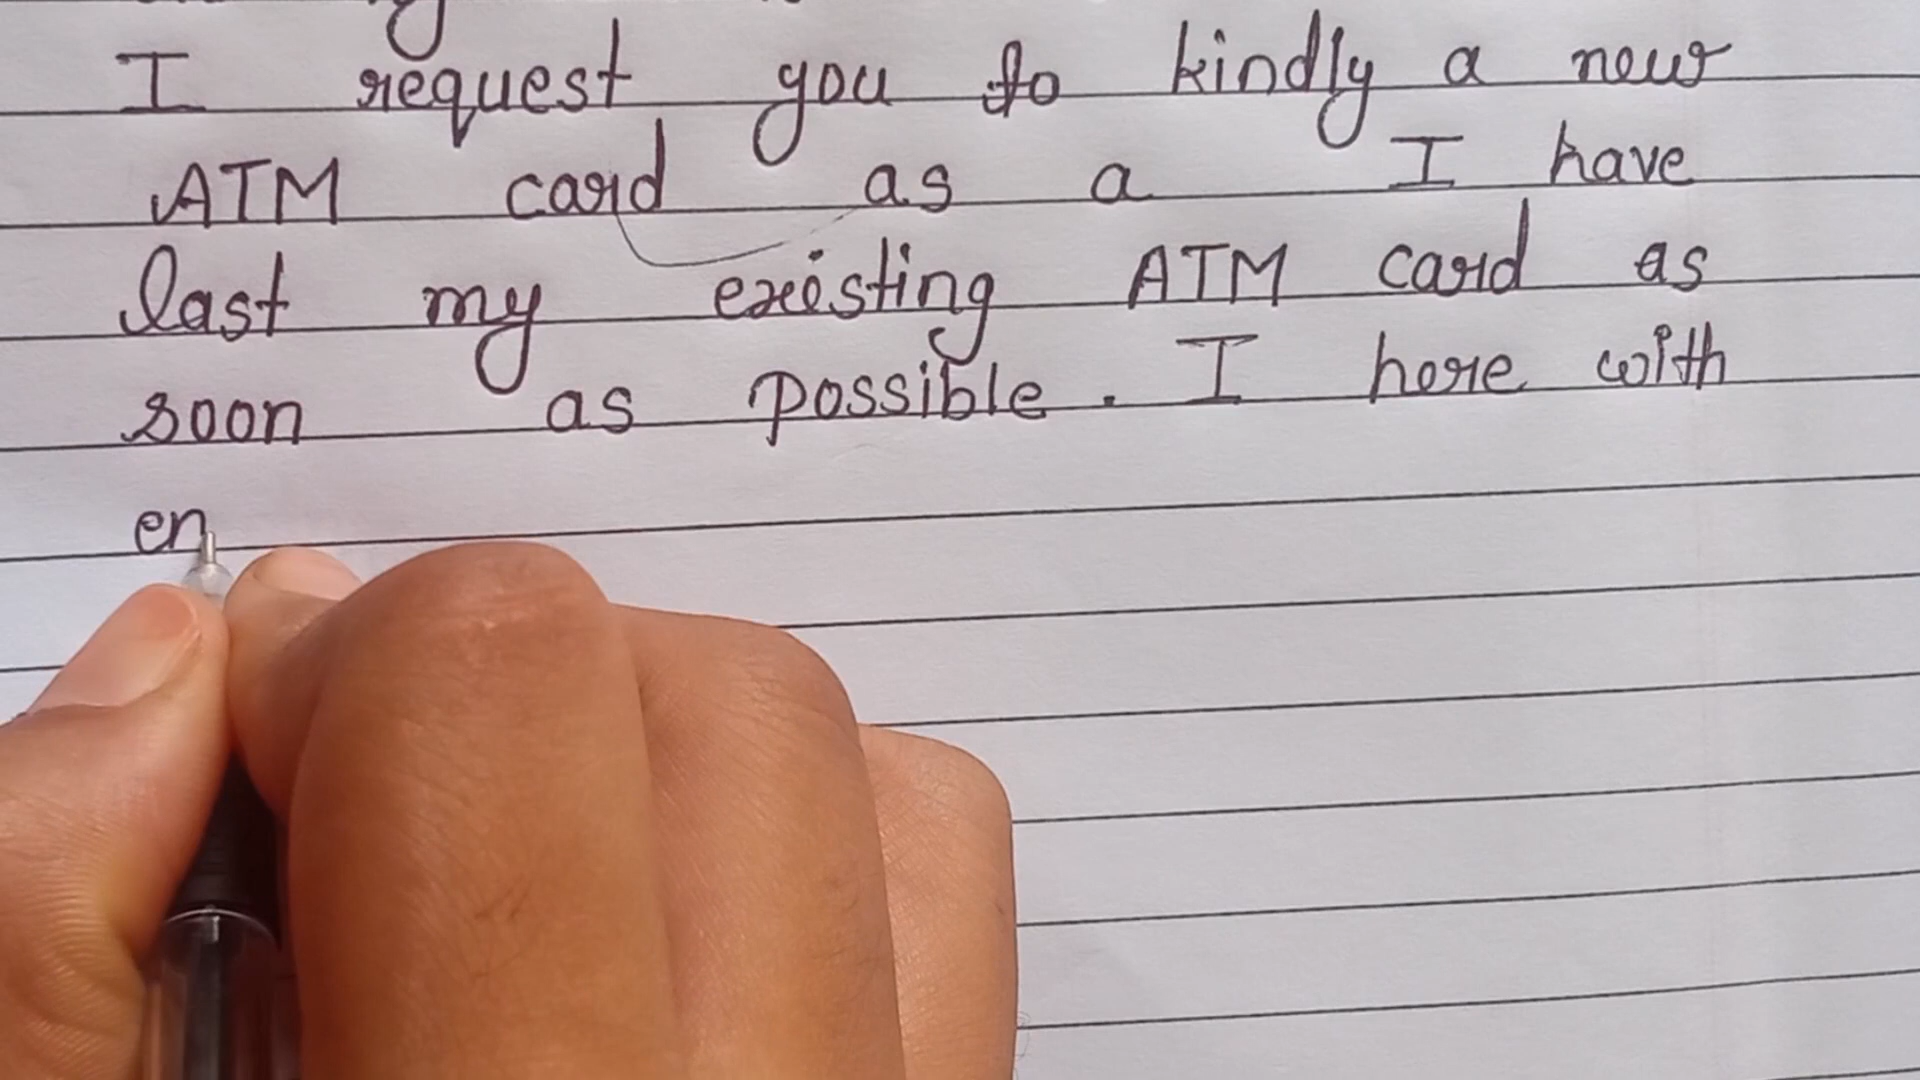 I request you to kindly a new
ATM card as a I have
last my existing ATM card as
soon as possible. I here with
en